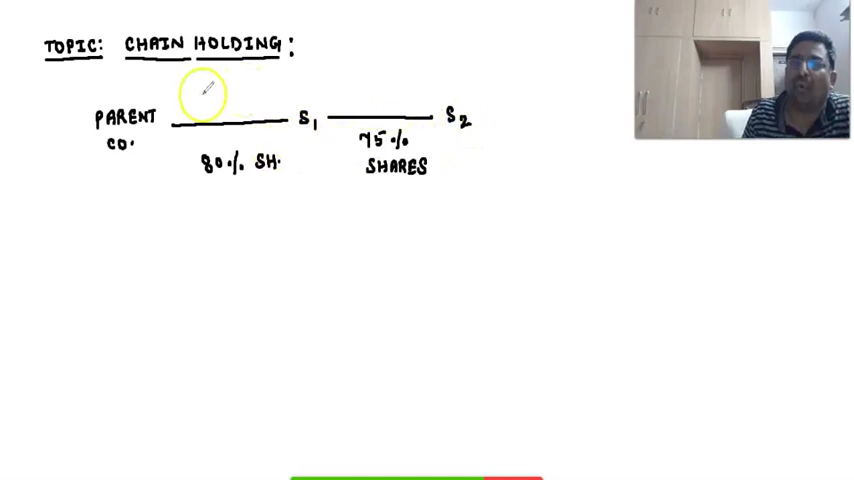 TOPIC: CHAIN HOLDING:
PARENT CO. S1 S2
80% SH. 75% SHARES